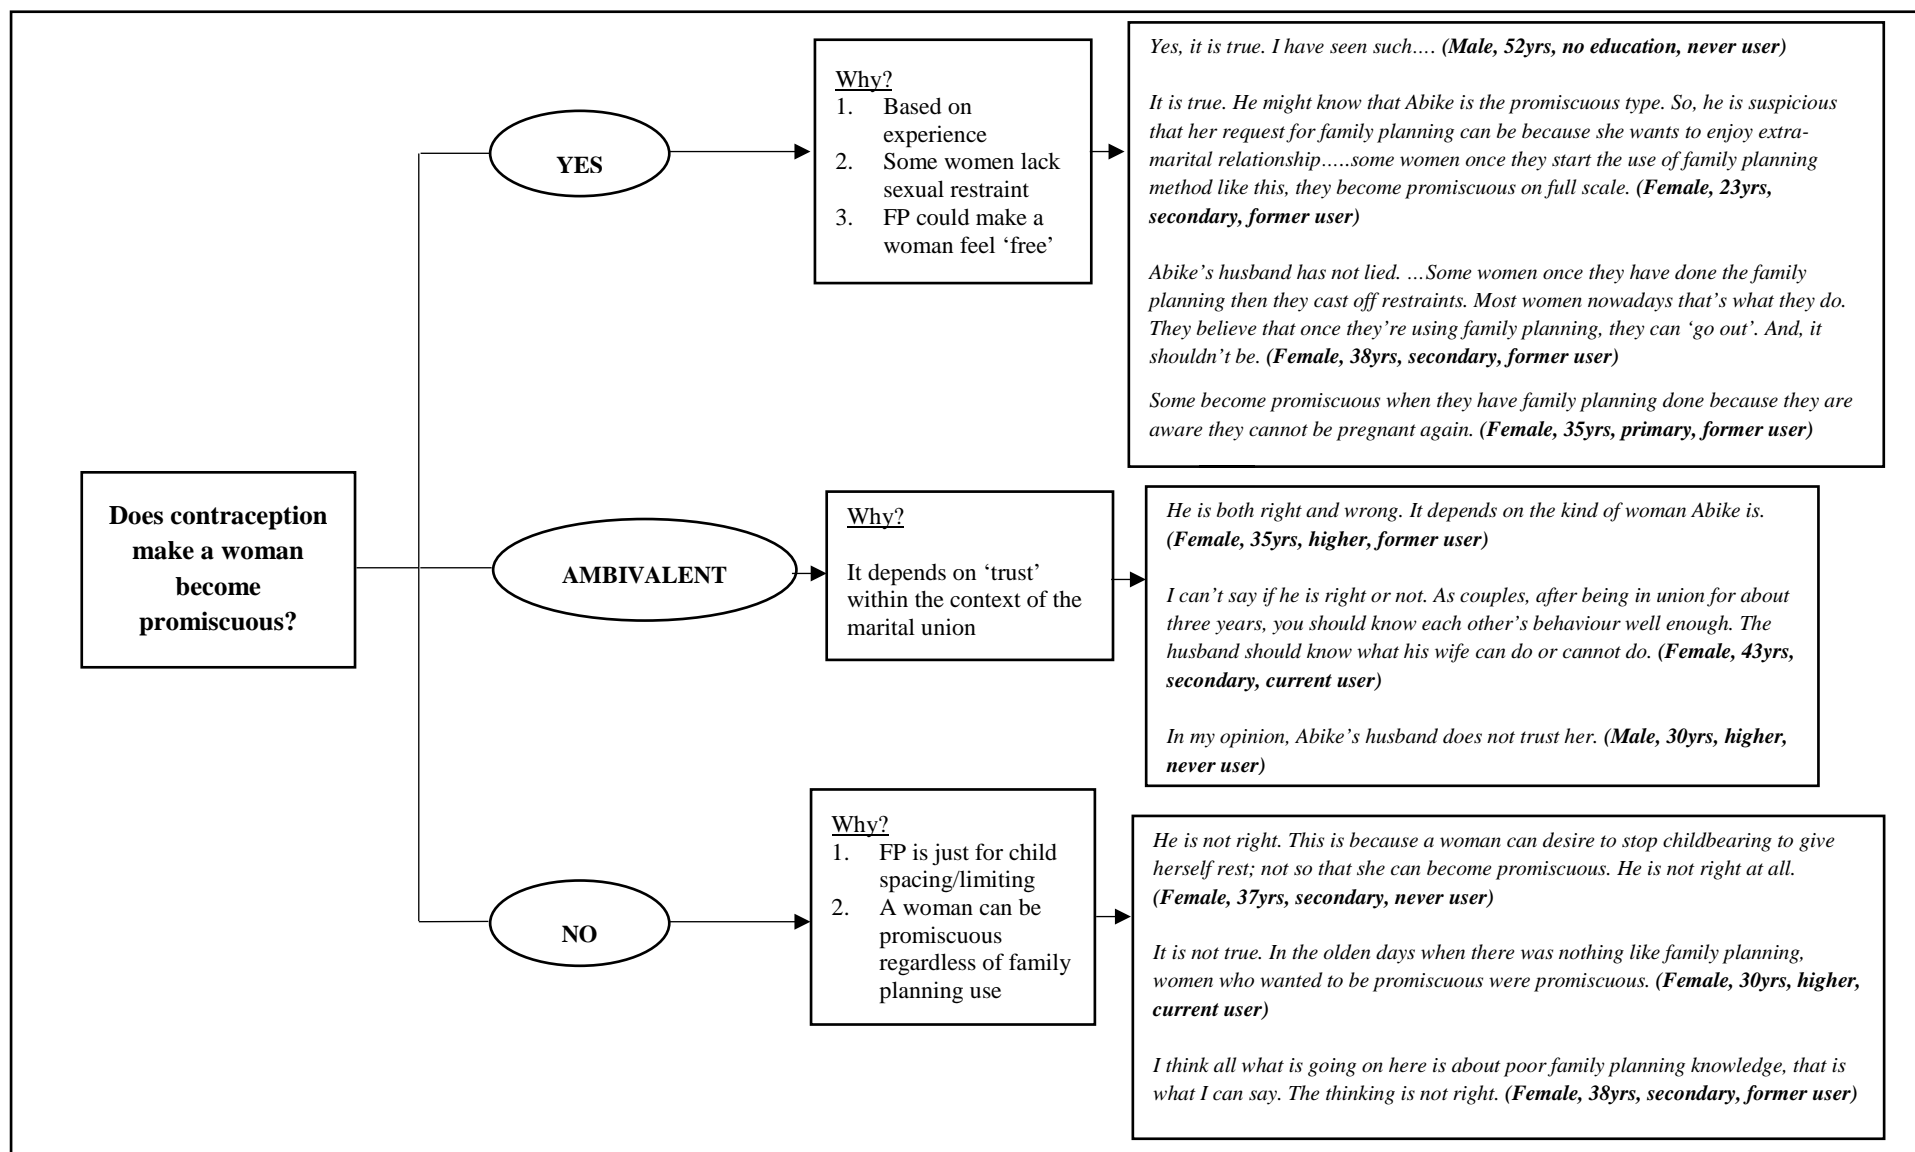 Does contraception
make a woman
become
promiscuous?
YES
Why?
1. Based on
experience
2. Some women lack
sexual restraint
3. FP could make a
woman feel ‘free’
Yes, it is true. I have seen such…. (Male, 52yrs, no education, never user)
It is true. He might know that Abike is the promiscuous type. So, he is suspicious
that her request for family planning can be because she wants to enjoy extra-
marital relationship…..some women once they start the use of family planning
method like this, they become promiscuous on full scale. (Female, 23yrs,
secondary, former user)
Abike’s husband has not lied. …Some women once they have done the family
planning then they cast off restraints. Most women nowadays that’s what they do.
They believe that once they’re using family planning, they can ‘go out’. And, it
shouldn’t be. (Female, 38yrs, secondary, former user)
Some become promiscuous when they have family planning done because they are
aware they cannot be pregnant again. (Female, 35yrs, primary, former user)
AMBIVALENT
Why?
It depends on ‘trust’
within the context of the
marital union
He is both right and wrong. It depends on the kind of woman Abike is.
(Female, 35yrs, higher, former user)
I can’t say if he is right or not. As couples, after being in union for about
three years, you should know each other’s behaviour well enough. The
husband should know what his wife can do or cannot do. (Female, 43yrs,
secondary, current user)
In my opinion, Abike’s husband does not trust her. (Male, 30yrs, higher,
never user)
NO
Why?
1. FP is just for child
spacing/limiting
2. A woman can be
promiscuous
regardless of family
planning use
He is not right. This is because a woman can desire to stop childbearing to give
herself rest; not so that she can become promiscuous. He is not right at all.
(Female, 37yrs, secondary, never user)
It is not true. In the olden days when there was nothing like family planning,
women who wanted to be promiscuous were promiscuous. (Female, 30yrs, higher,
current user)
I think all what is going on here is about poor family planning knowledge, that is
what I can say. The thinking is not right. (Female, 38yrs, secondary, former user)